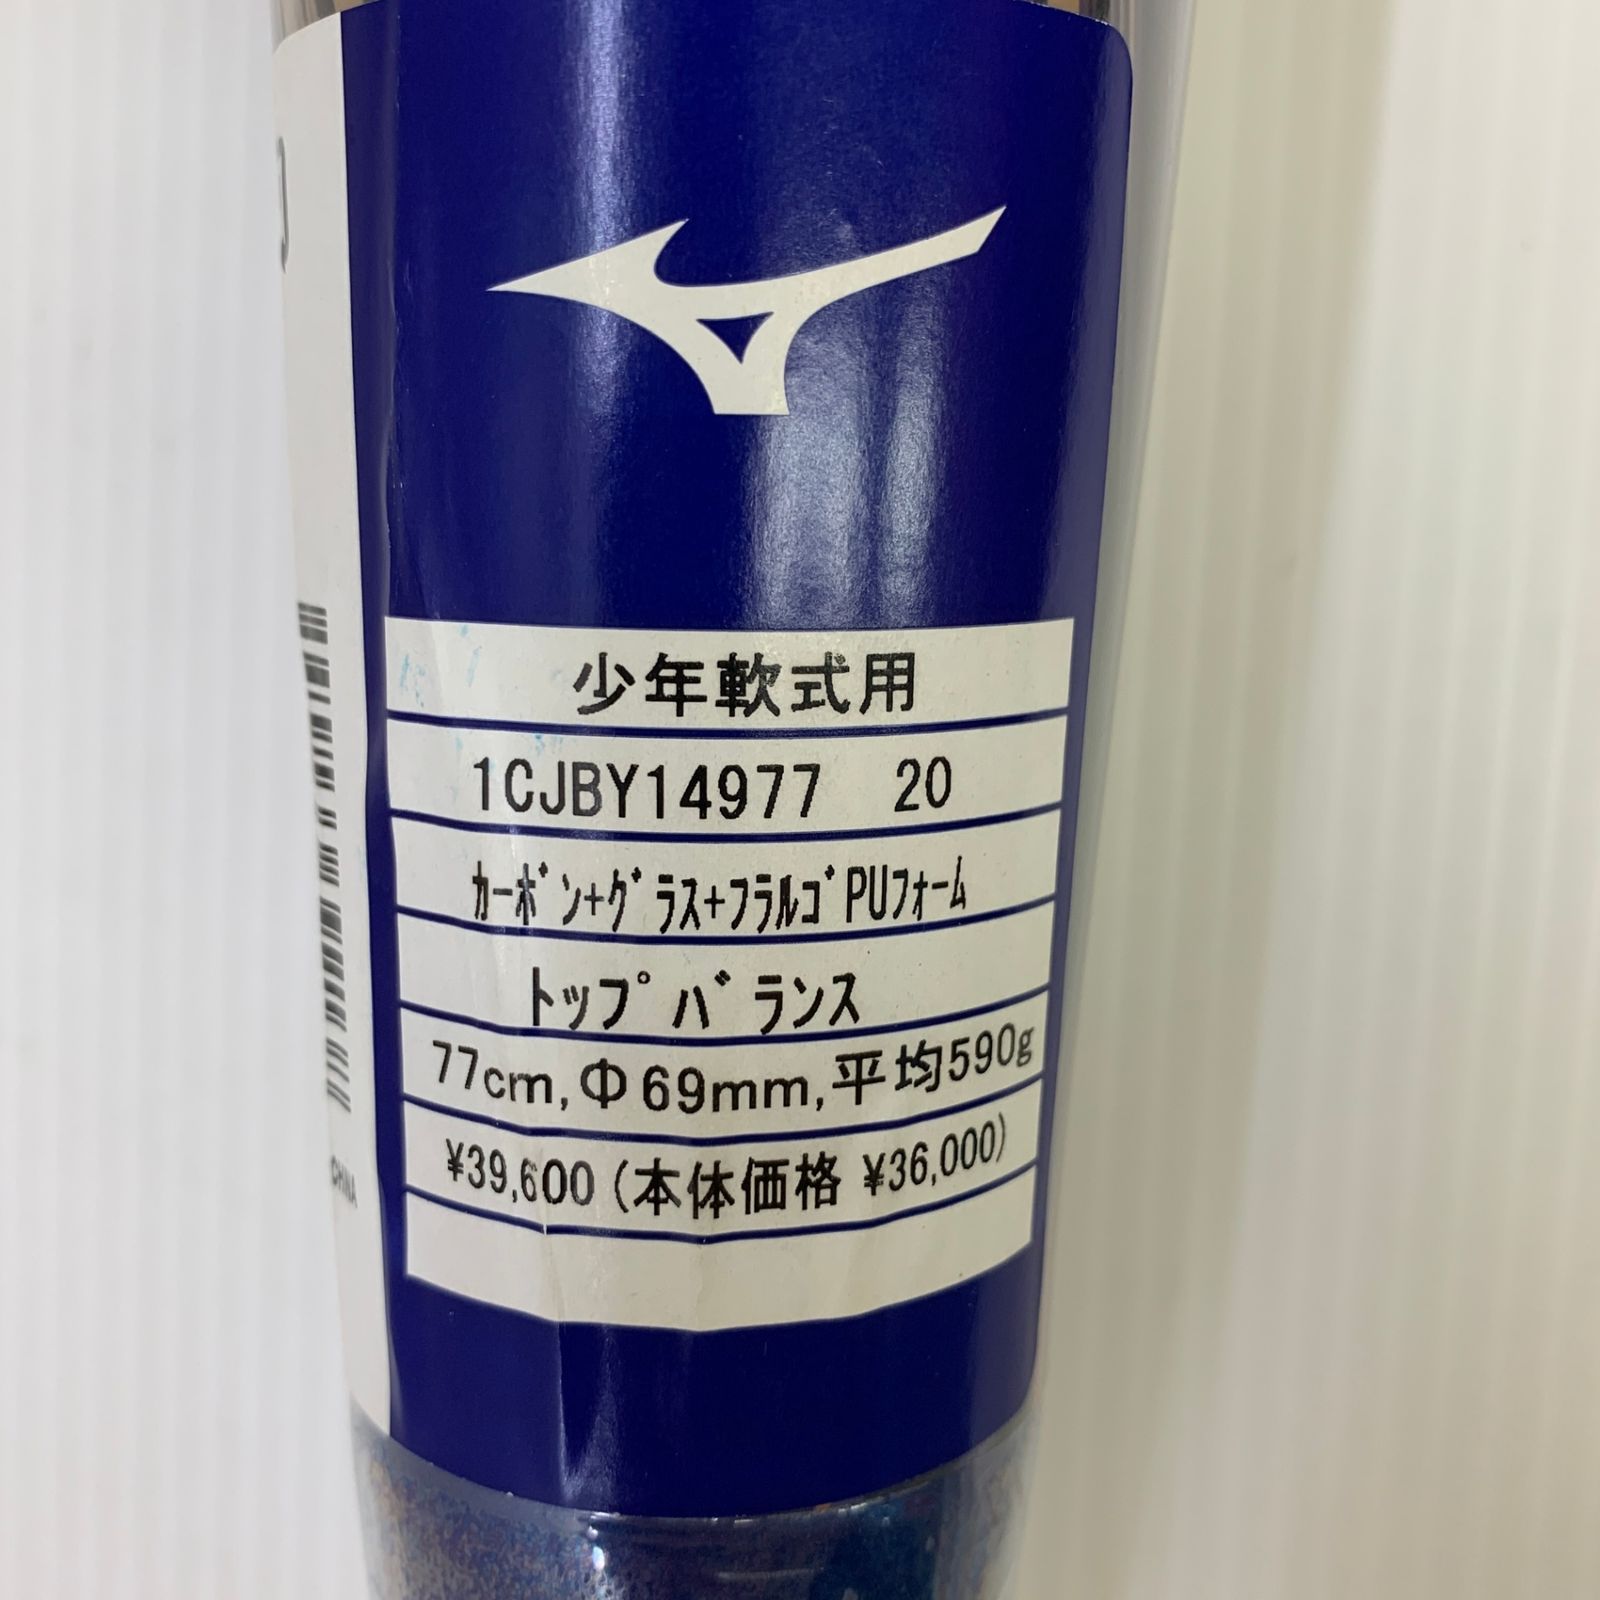 少年軟式用
1CJBY14977 20
ｶｰﾎﾞﾝ+ｸﾞﾗｽ+ﾌﾗﾙｺﾞPUﾌｫｰﾑ
ﾄｯﾌﾟﾊﾞﾗﾝｽ
77cm,Φ69mm,平均590g
¥39,600(本体価格 ¥36,000)
CHINA